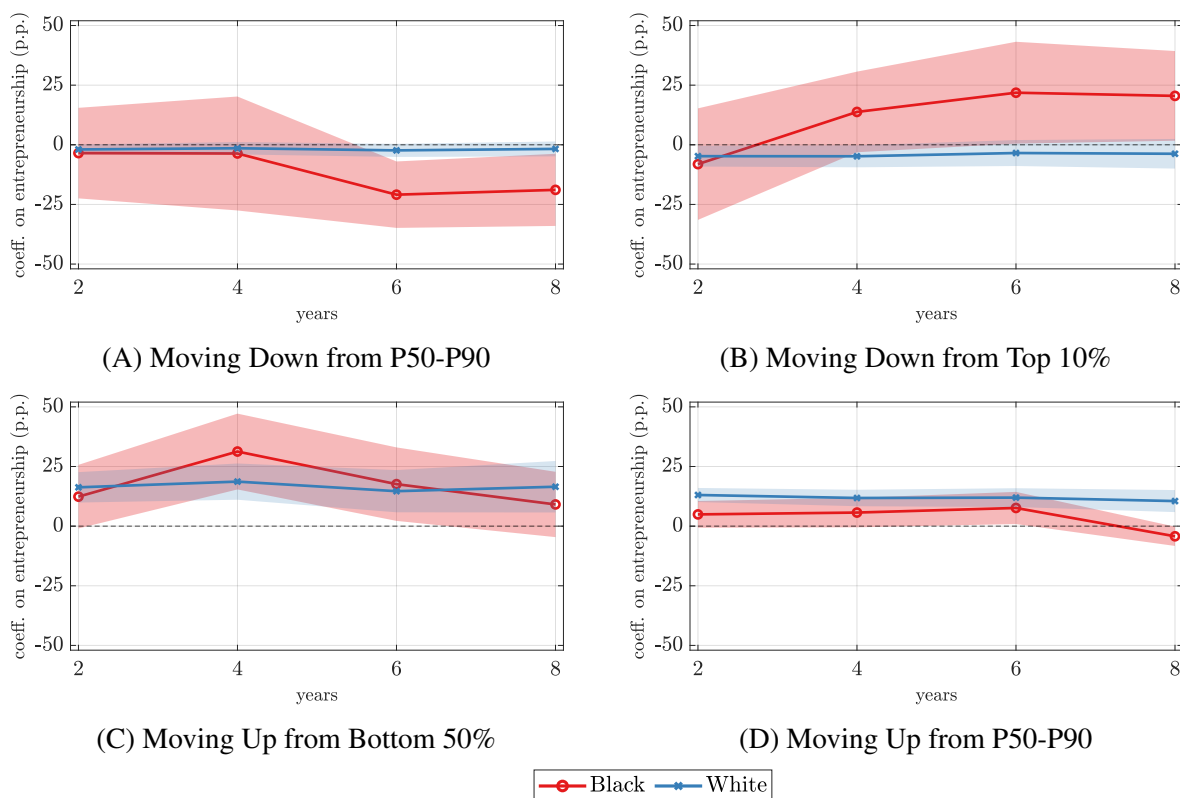 coeff. on entrepreneurship (p.p.)
50
25
0
-25
-50
2 4 6 8
years
(A) Moving Down from P50-P90
coeff. on entrepreneurship (p.p.)
50
25
0
-25
-50
2 4 6 8
years
(B) Moving Down from Top 10%
coeff. on entrepreneurship (p.p.)
50
25
0
-25
-50
2 4 6 8
years
(C) Moving Up from Bottom 50%
coeff. on entrepreneurship (p.p.)
50
25
0
-25
-50
2 4 6 8
years
(D) Moving Up from P50-P90
Black White